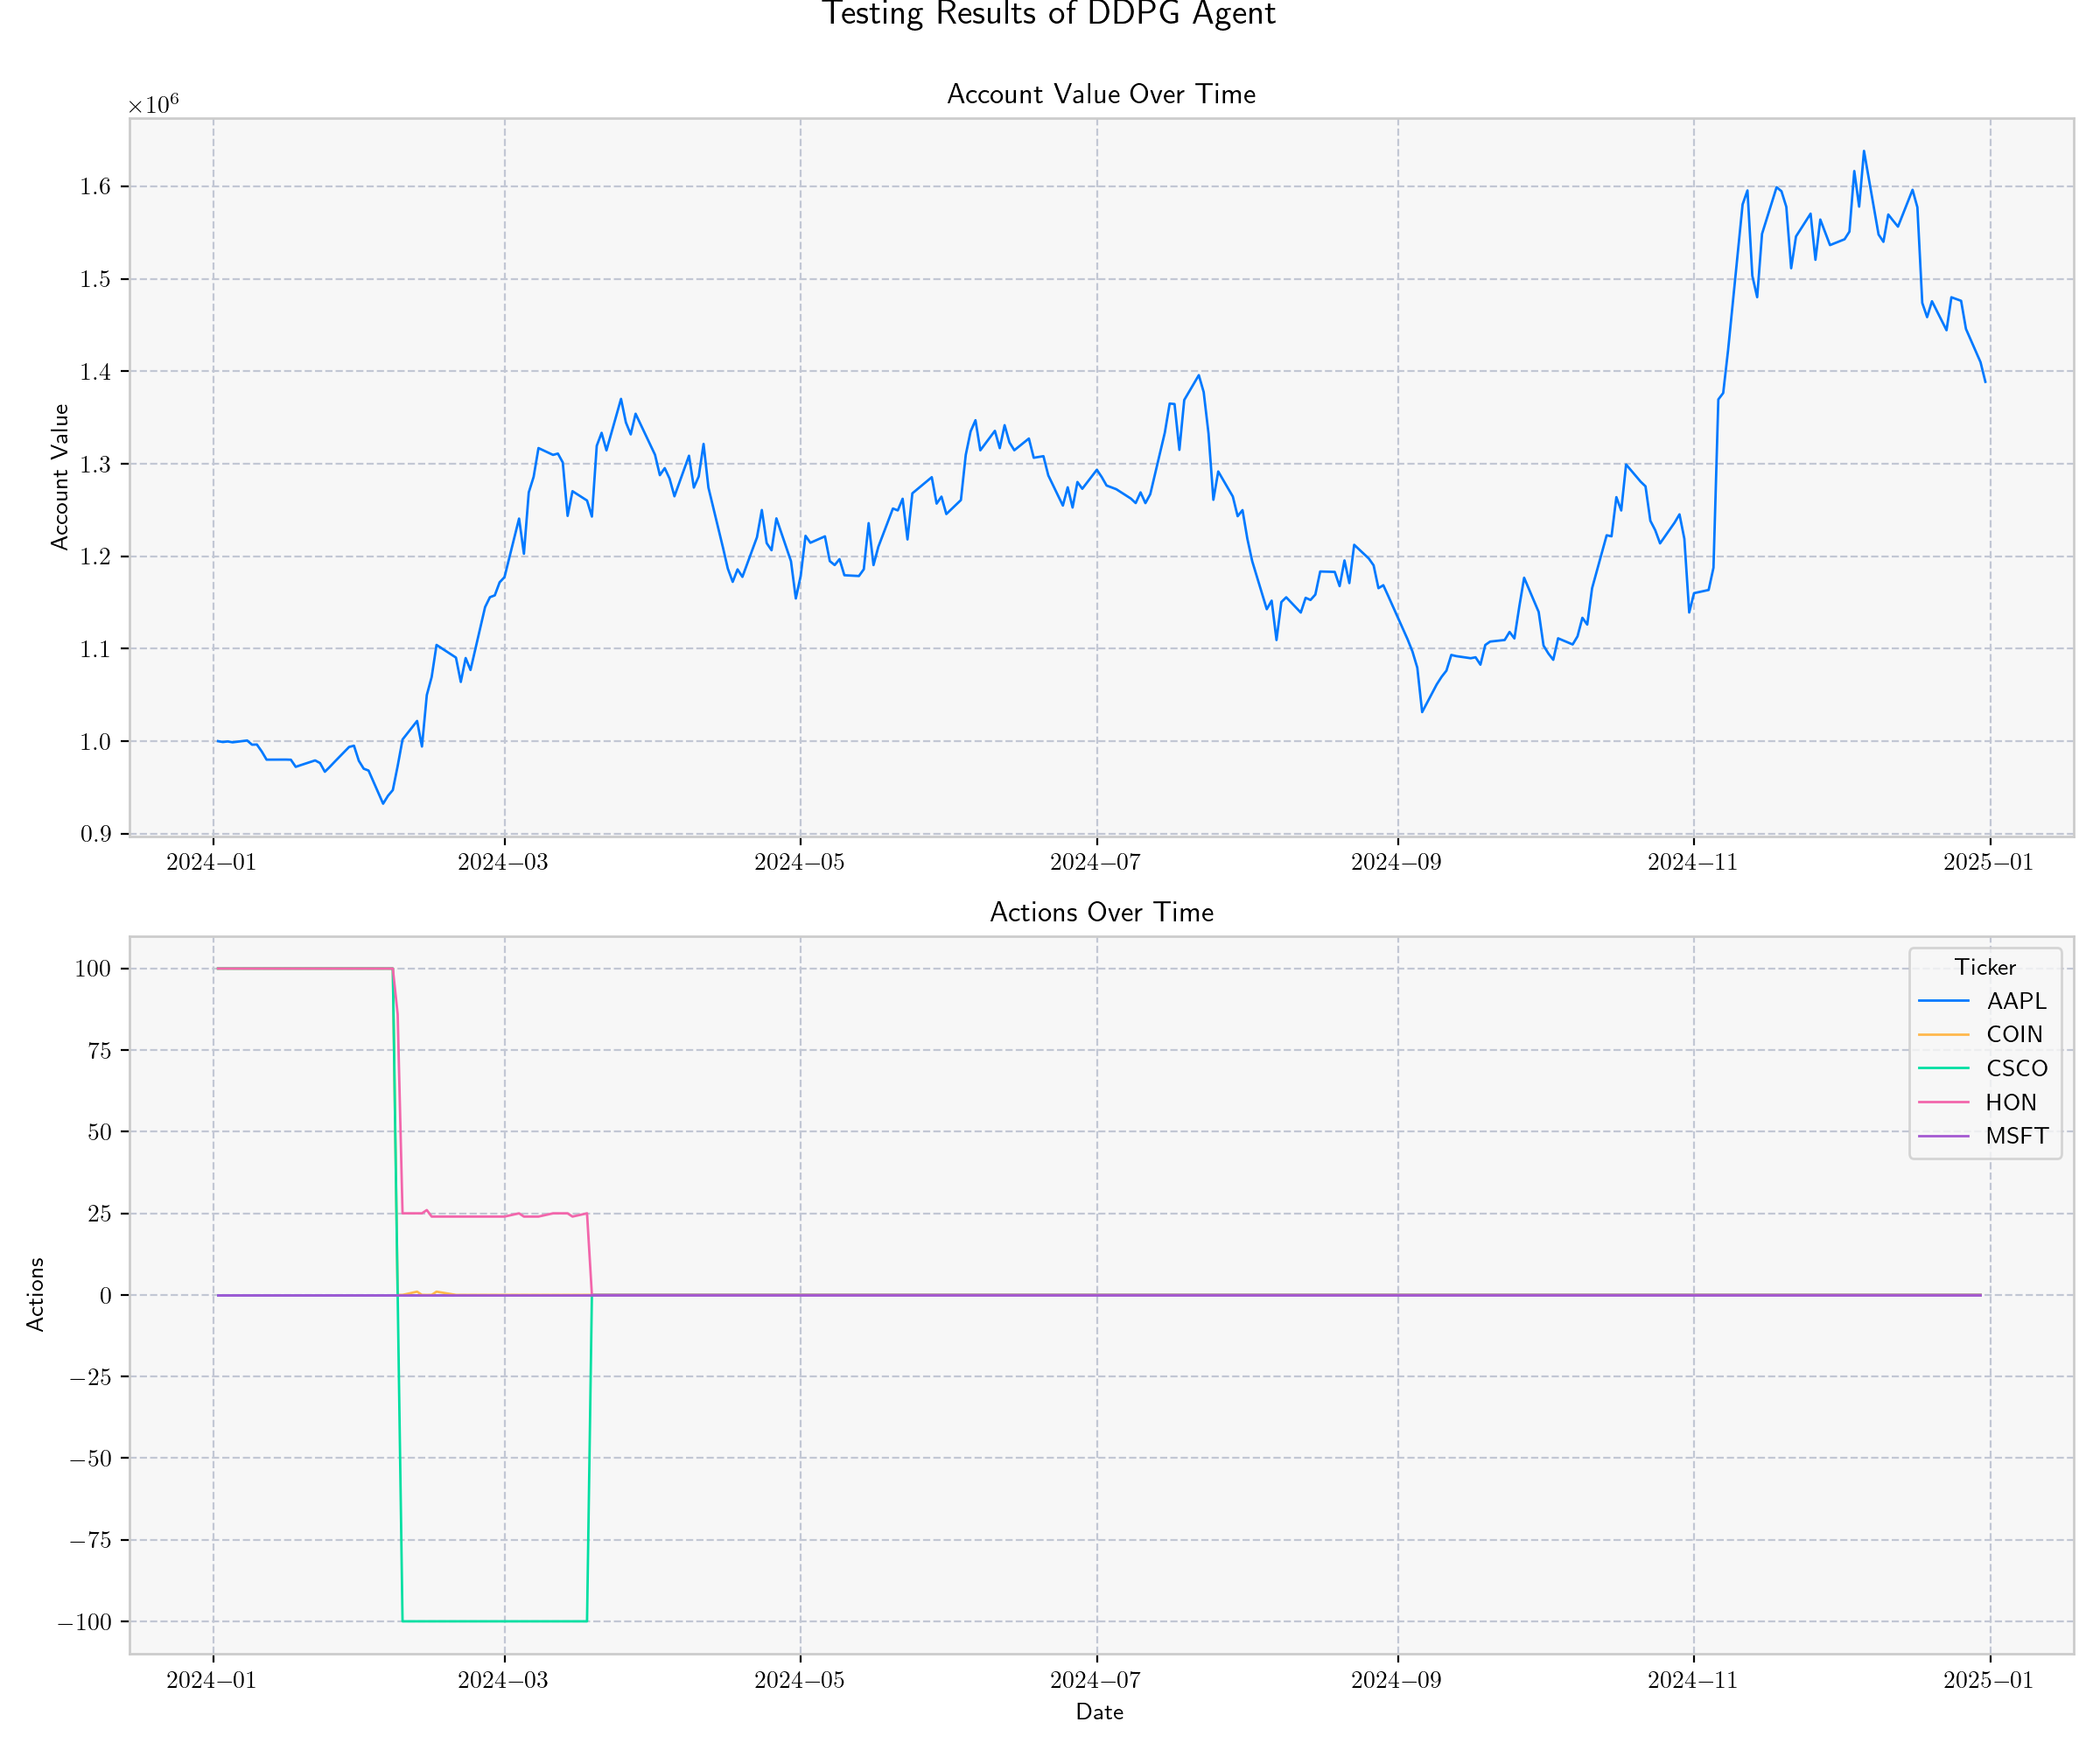 Testing Results of DDPG Agent
Account Value Over Time
×10⁶
1.6
1.5
1.4
1.3
1.2
1.1
1.0
0.9
Account Value
2024−01 2024−03 2024−05 2024−07 2024−09 2024−11 2025−01
Actions Over Time
100
75
50
25
0
−25
−50
−75
−100
Actions
Ticker
AAPL
COIN
CSCO
HON
MSFT
2024−01 2024−03 2024−05 2024−07 2024−09 2024−11 2025−01
Date